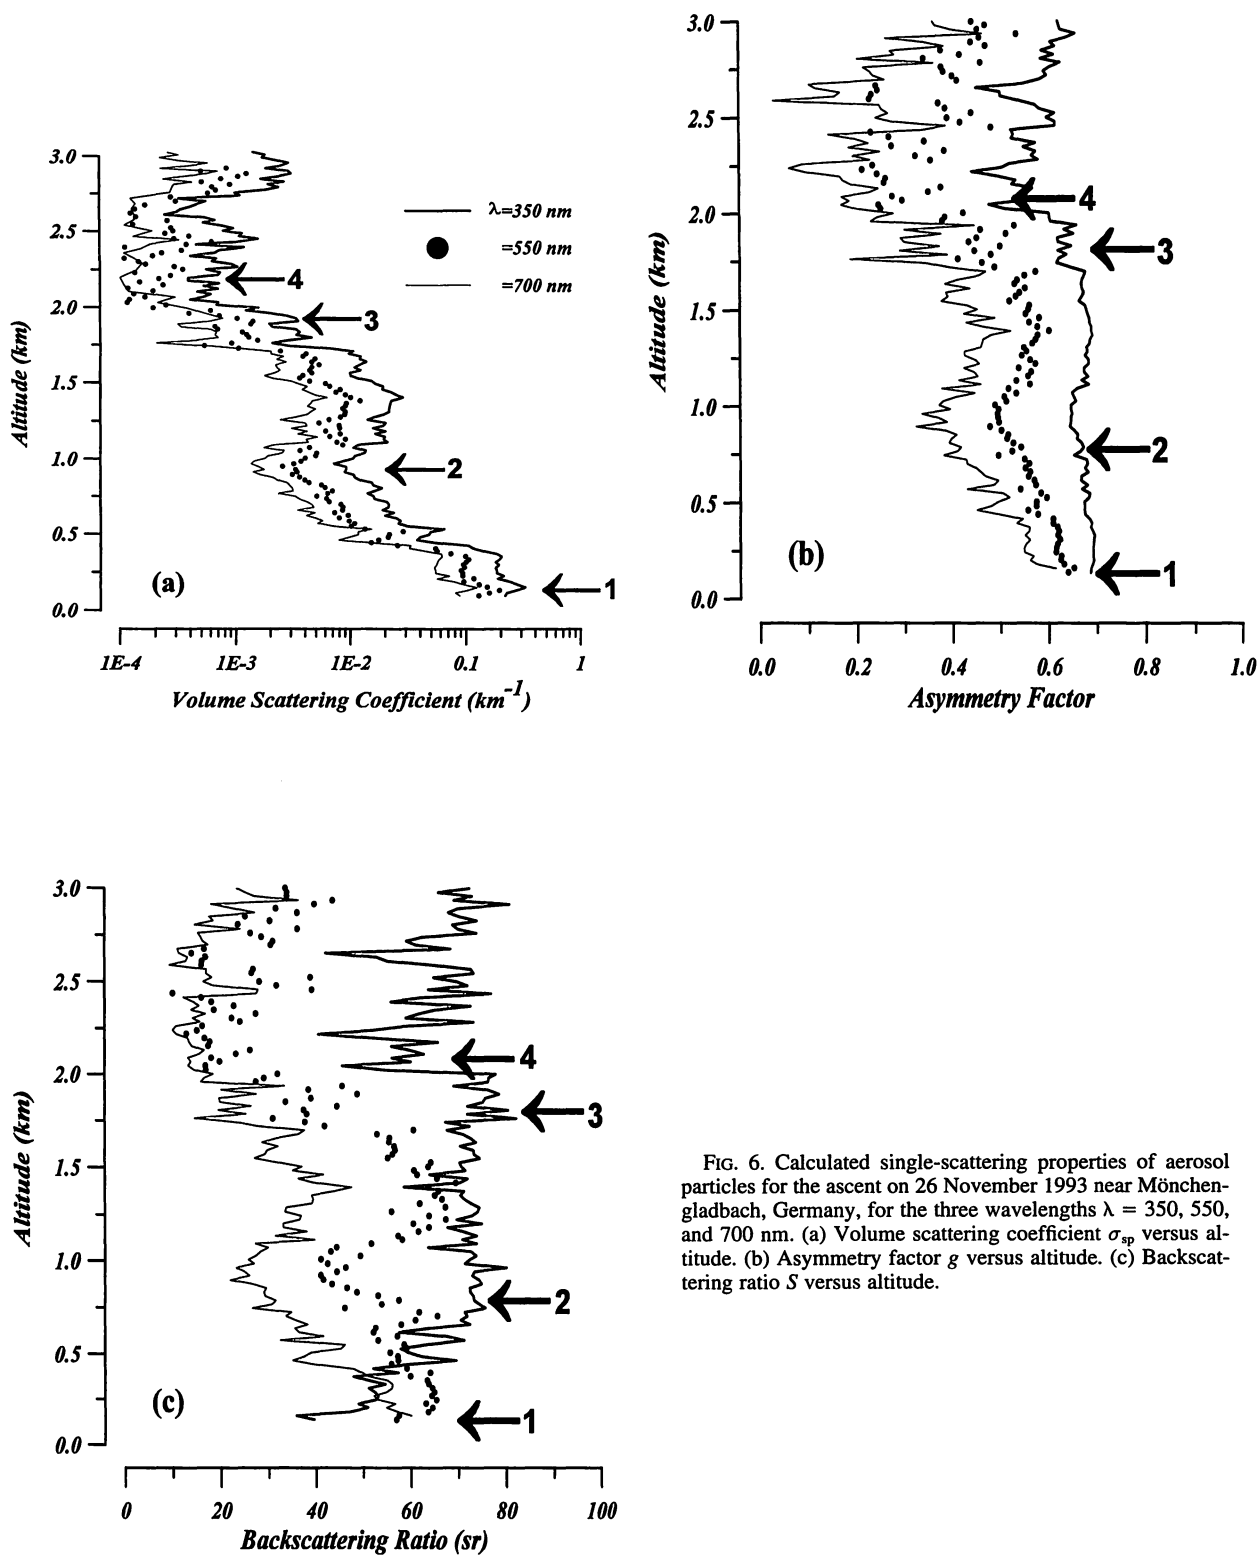 3.0
2.5
2.0
1.5
1.0
0.5
0.0
Altitude (km)
λ=350 nm
=550 nm
=700 nm
4
3
2
1
(a)
1E-4 1E-3 1E-2 0.1 1
Volume Scattering Coefficient (km⁻¹)
3.0
2.5
2.0
1.5
1.0
0.5
0.0
Altitude (km)
4
3
2
1
(b)
0.0 0.2 0.4 0.6 0.8 1.0
Asymmetry Factor
3.0
2.5
2.0
1.5
1.0
0.5
0.0
Altitude (km)
4
3
2
1
(c)
0 20 40 60 80 100
Backscattering Ratio (sr)
FIG. 6. Calculated single-scattering properties of aerosol
particles for the ascent on 26 November 1993 near Mönchen-
gladbach, Germany, for the three wavelengths λ = 350, 550,
and 700 nm. (a) Volume scattering coefficient σsp versus al-
titude. (b) Asymmetry factor g versus altitude. (c) Backscat-
tering ratio S versus altitude.